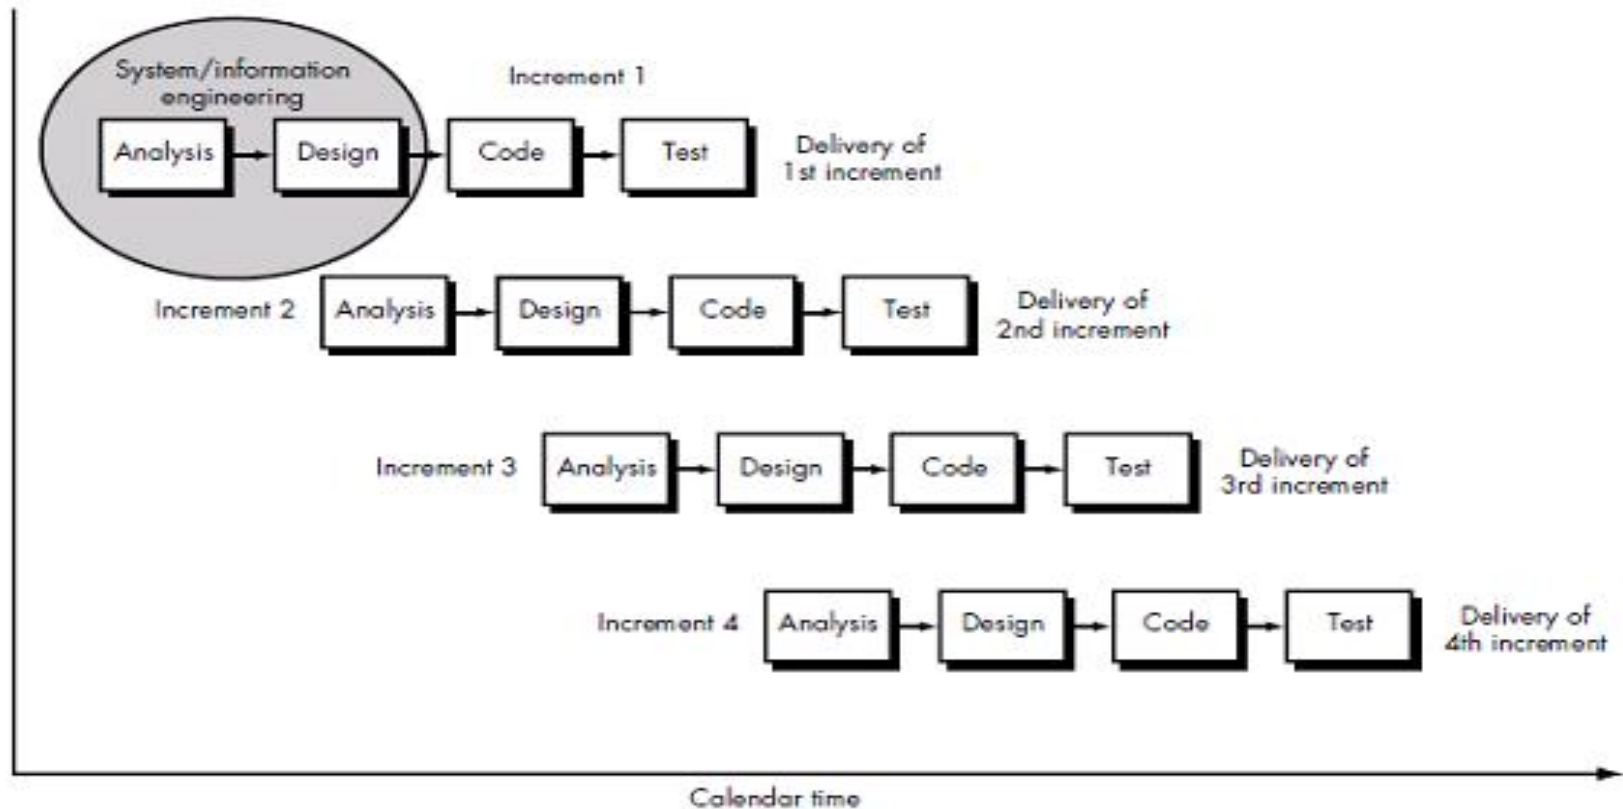 System/information
engineering
Increment 1
Analysis
Design
Code
Test
Delivery of
1st increment
Increment 2
Analysis
Design
Code
Test
Delivery of
2nd increment
Increment 3
Analysis
Design
Code
Test
Delivery of
3rd increment
Increment 4
Analysis
Design
Code
Test
Delivery of
4th increment
Calendar time